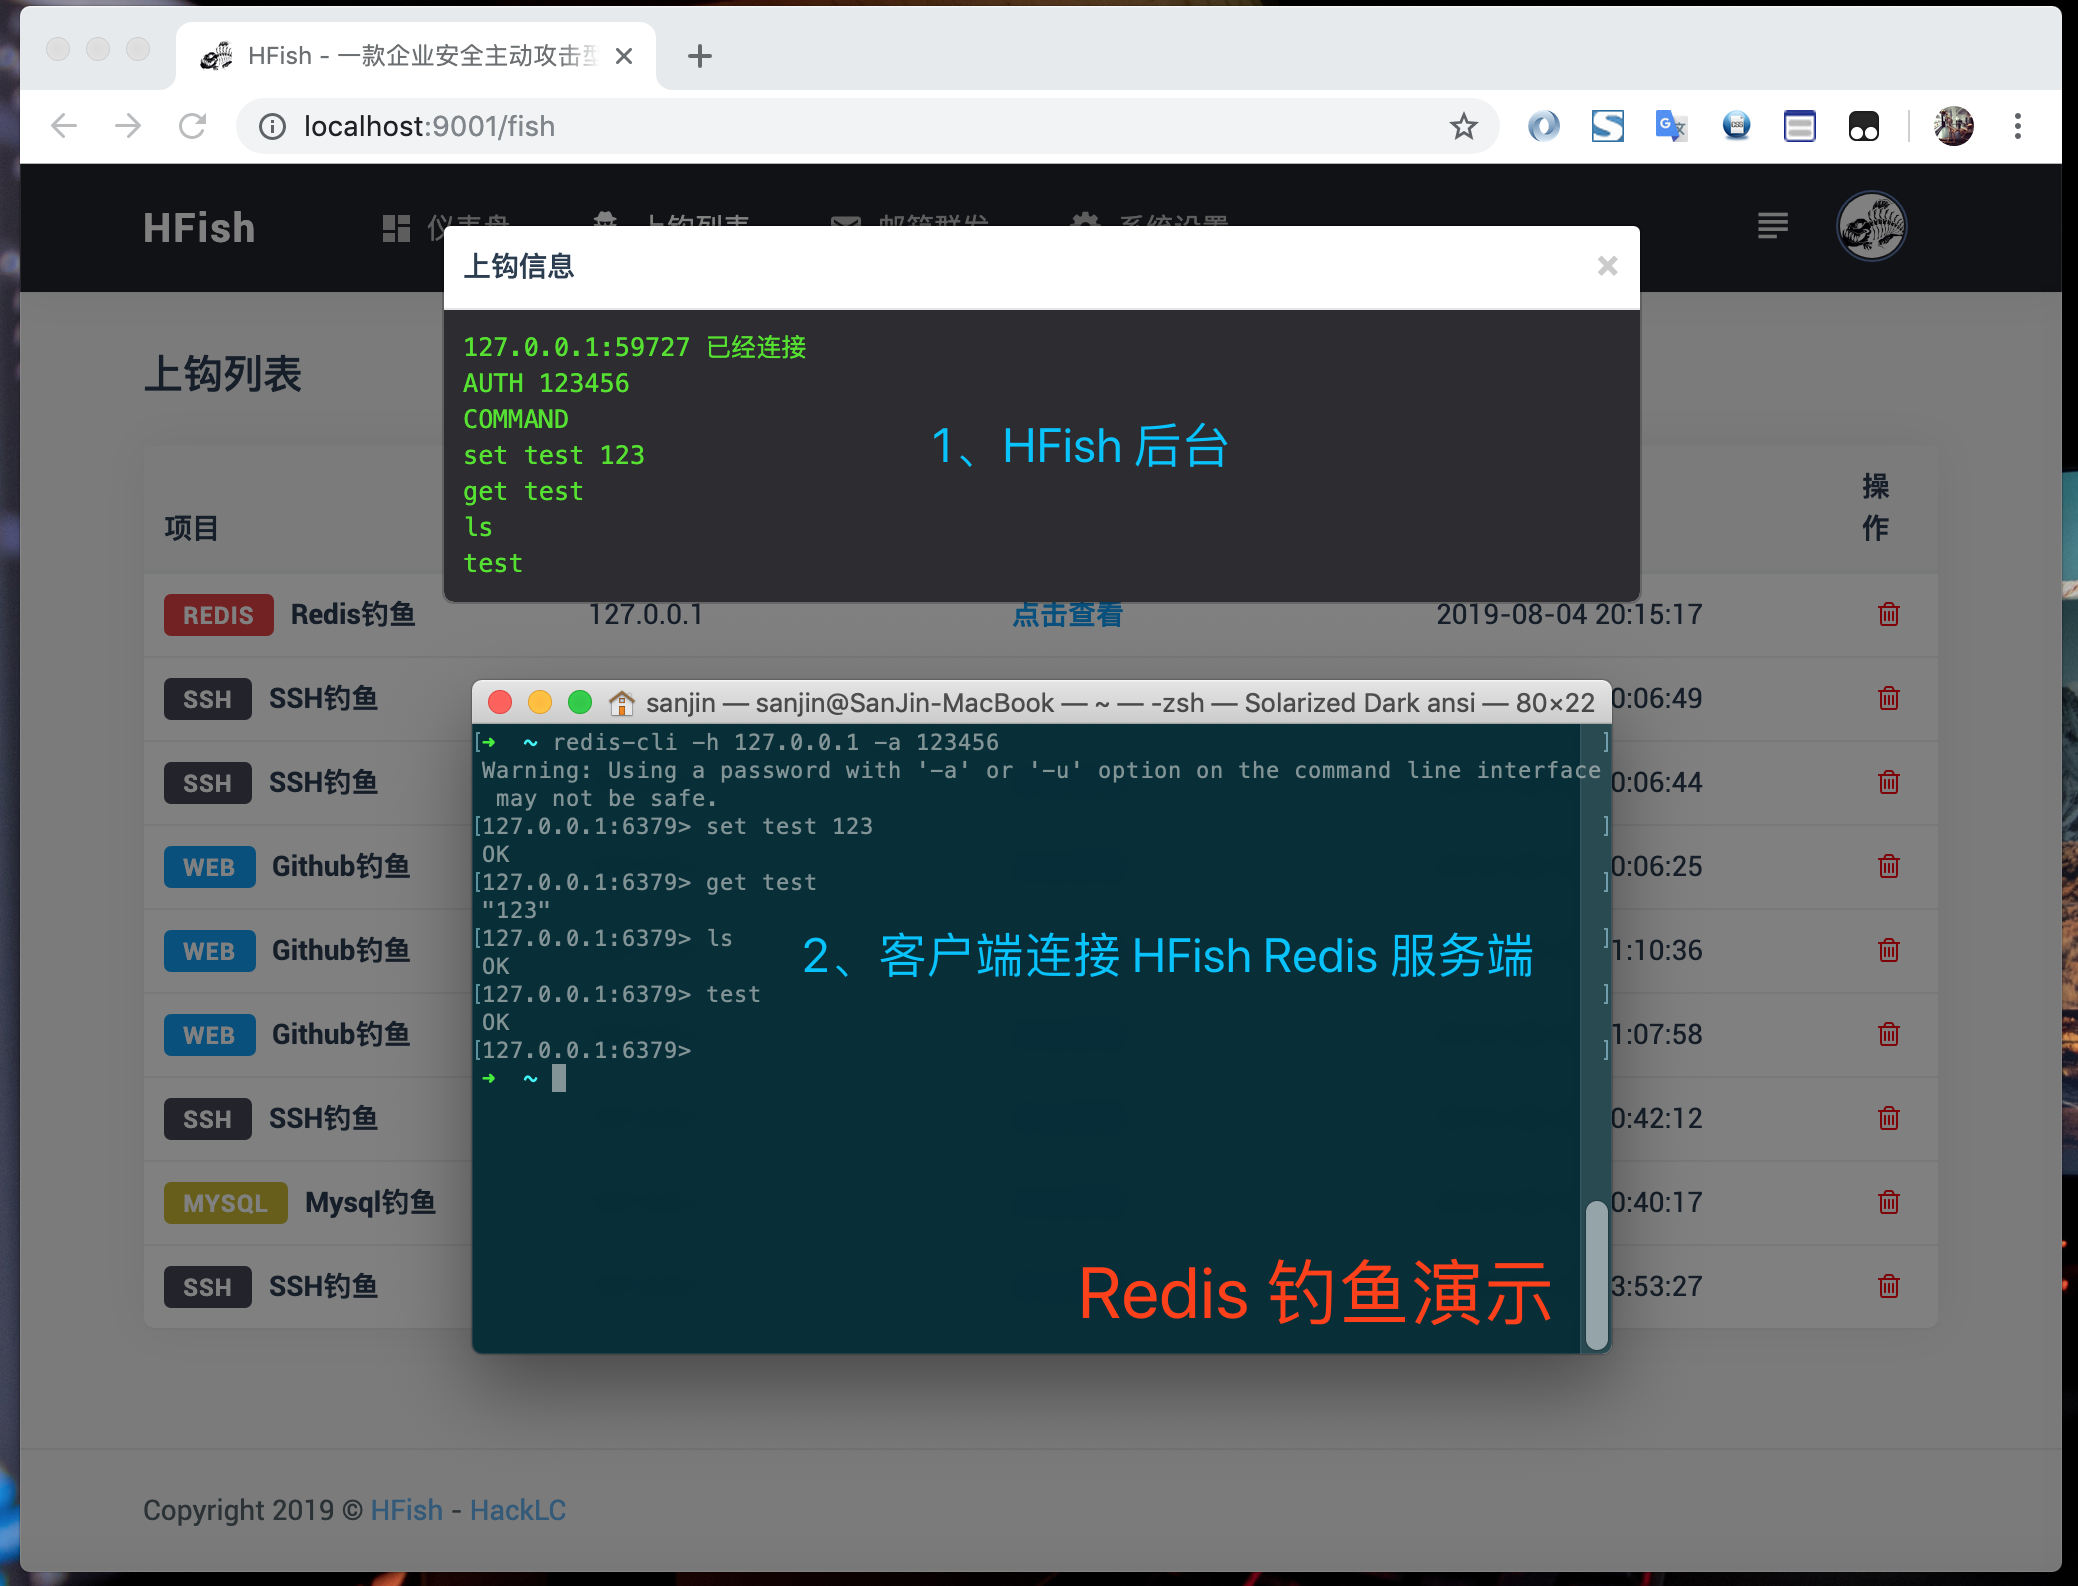 HFish - 一款企业安全主动攻击型
localhost:9001/fish
HFish 仪表盘 上钩列表 邮箱群发 系统设置
上钩信息
127.0.0.1:59727 已经连接
AUTH 123456
COMMAND
set test 123
get test
ls
test
1、HFish 后台
上钩列表
项目 操作
REDIS Redis钓鱼 127.0.0.1 点击查看 2019-08-04 20:15:17
SSH SSH钓鱼 0:06:49
SSH SSH钓鱼 0:06:44
WEB Github钓鱼 0:06:25
WEB Github钓鱼 1:10:36
WEB Github钓鱼 1:07:58
SSH SSH钓鱼 0:42:12
MYSQL Mysql钓鱼 0:40:17
SSH SSH钓鱼 3:53:27
sanjin — sanjin@SanJin-MacBook — ~ — -zsh — Solarized Dark ansi — 80×22
[➜ ~ redis-cli -h 127.0.0.1 -a 123456 ]
Warning: Using a password with '-a' or '-u' option on the command line interface
may not be safe.
[127.0.0.1:6379> set test 123 ]
OK
[127.0.0.1:6379> get test ]
"123"
[127.0.0.1:6379> ls ]
OK
[127.0.0.1:6379> test ]
OK
[127.0.0.1:6379> ]
➜ ~
2、客户端连接 HFish Redis 服务端
Redis 钓鱼演示
Copyright 2019 © HFish - HackLC